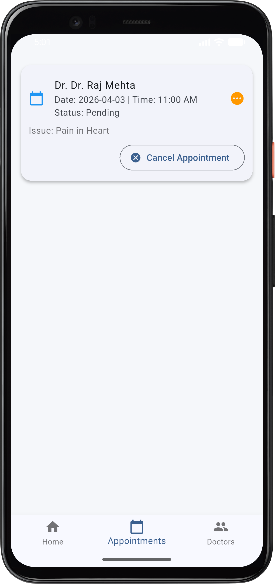 Dr. Dr. Raj Mehta
Date: 2026-04-03 | Time: 11:00 AM
Status: Pending
Issue: Pain in Heart
Cancel Appointment
Home
Appointments
Doctors